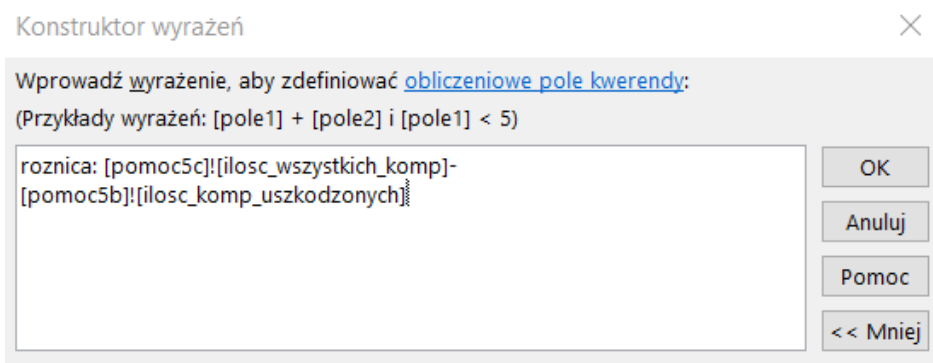 Konstruktor wyrażeń
Wprowadź wyrażenie, aby zdefiniować obliczeniowe pole kwerendy:
(Przykłady wyrażeń: [pole1] + [pole2] i [pole1] < 5)
roznica: [pomoc5c]![ilosc_wszystkich_komp]-
[pomoc5b]![ilosc_komp_uszkodzonych]
OK
Anuluj
Pomoc
<< Mniej